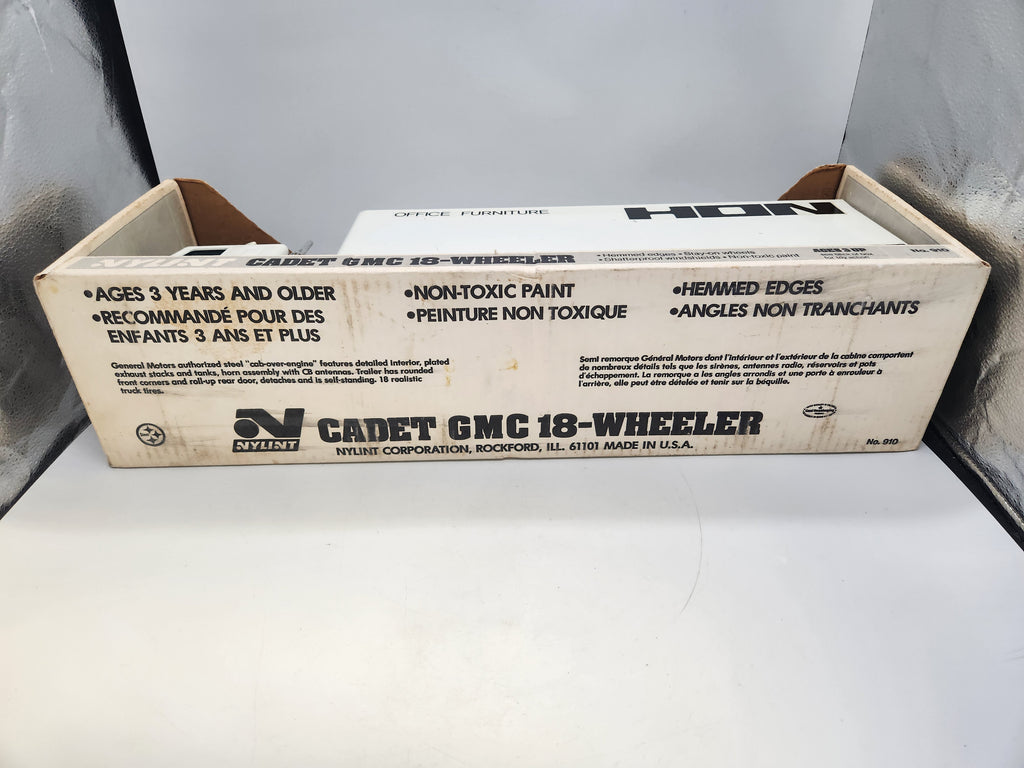 OFFICE FURNITURE HON
NYLINT CADET GMC 18-WHEELER
• Hemmed edges • Stay-on wheels
• Shatterproof windshields • Non-toxic paint
AGES 3 UP
No. 910
•AGES 3 YEARS AND OLDER
•RECOMMANDÉ POUR DES
ENFANTS 3 ANS ET PLUS
•NON-TOXIC PAINT
•PEINTURE NON TOXIQUE
•HEMMED EDGES
•ANGLES NON TRANCHANTS
General Motors authorized steel "cab-over-engine" features detailed interior, plated
exhaust stacks and tanks, horn assembly with CB antennas. Trailer has rounded
front corners and roll-up rear door, detaches and is self-standing. 18 realistic
truck tires.
Semi remorque Général Motors dont l'intérieur et l'extérieur de la cabine comportent
de nombreux détails tels que les sirènes, antennes radio, réservoirs et pots
d'échappement. La remorque a les angles arrondis et une porte à enrouleur à
l'arrière, elle peut être dételée et tenir sur la béquille.
NYLINT
CADET GMC 18-WHEELER
NYLINT CORPORATION, ROCKFORD, ILL. 61101 MADE IN U.S.A.
No. 910